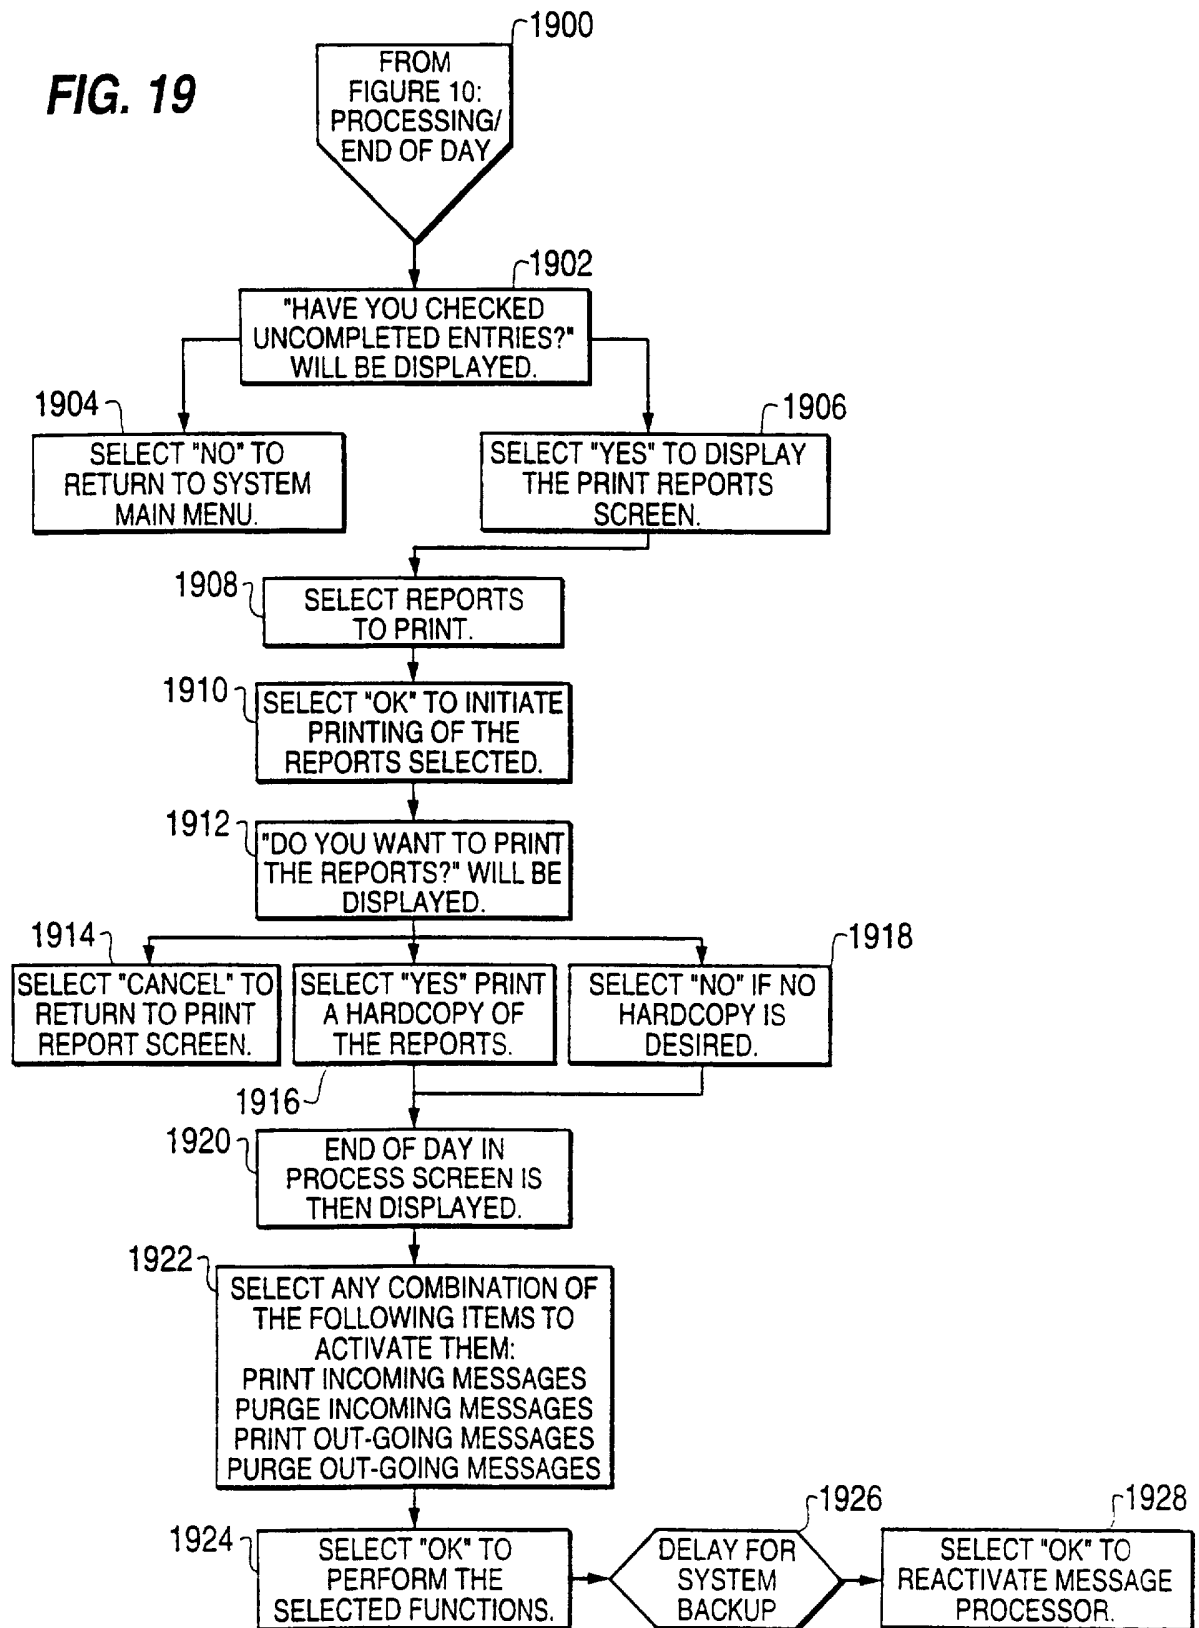 FIG. 19
1900
FROM
FIGURE 10:
PROCESSING/
END OF DAY
1902
"HAVE YOU CHECKED
UNCOMPLETED ENTRIES?"
WILL BE DISPLAYED.
1904
SELECT "NO" TO
RETURN TO SYSTEM
MAIN MENU.
1906
SELECT "YES" TO DISPLAY
THE PRINT REPORTS
SCREEN.
1908
SELECT REPORTS
TO PRINT.
1910
SELECT "OK" TO INITIATE
PRINTING OF THE
REPORTS SELECTED.
1912
"DO YOU WANT TO PRINT
THE REPORTS?" WILL BE
DISPLAYED.
1914
SELECT "CANCEL" TO
RETURN TO PRINT
REPORT SCREEN.
SELECT "YES" PRINT
A HARDCOPY OF
THE REPORTS.
1916
1918
SELECT "NO" IF NO
HARDCOPY IS
DESIRED.
1920
END OF DAY IN
PROCESS SCREEN IS
THEN DISPLAYED.
1922
SELECT ANY COMBINATION OF
THE FOLLOWING ITEMS TO
ACTIVATE THEM:
PRINT INCOMING MESSAGES
PURGE INCOMING MESSAGES
PRINT OUT-GOING MESSAGES
PURGE OUT-GOING MESSAGES
1924
SELECT "OK" TO
PERFORM THE
SELECTED FUNCTIONS.
1926
DELAY FOR
SYSTEM
BACKUP
1928
SELECT "OK" TO
REACTIVATE MESSAGE
PROCESSOR.